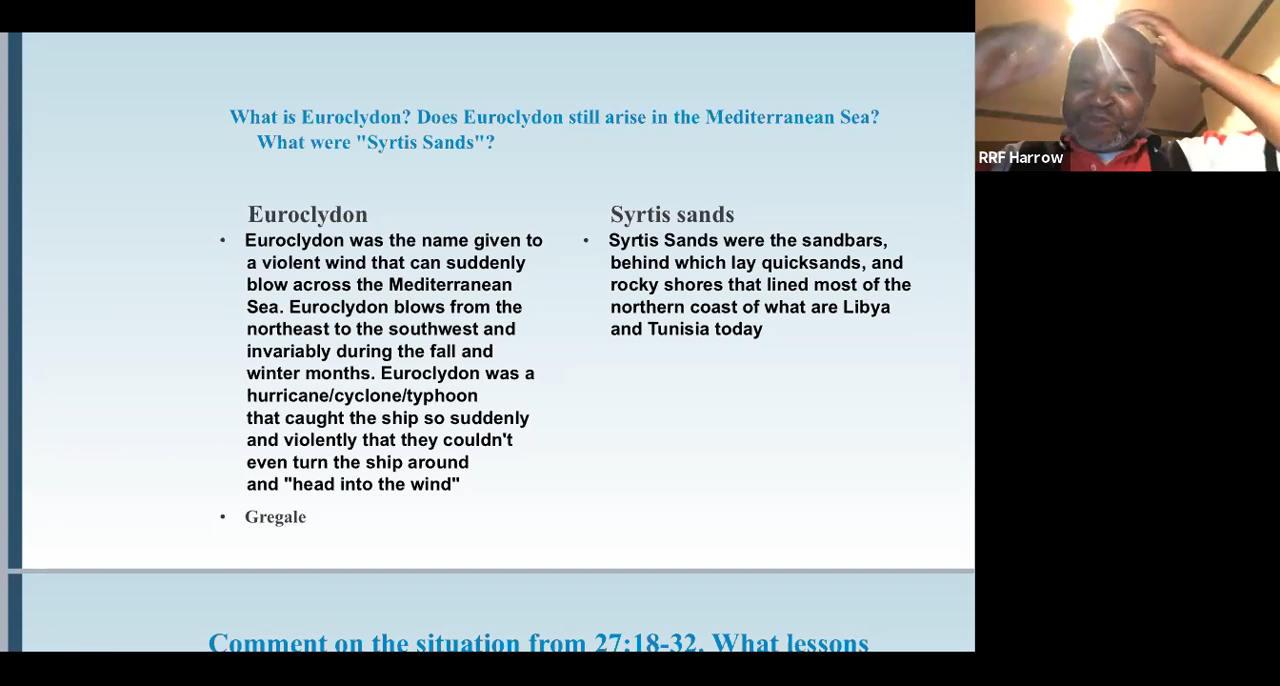 What is Euroclydon? Does Euroclydon still arise in the Mediterranean Sea?
What were "Syrtis Sands"?
Euroclydon
• Euroclydon was the name given to
a violent wind that can suddenly
blow across the Mediterranean
Sea. Euroclydon blows from the
northeast to the southwest and
invariably during the fall and
winter months. Euroclydon was a
hurricane/cyclone/typhoon
that caught the ship so suddenly
and violently that they couldn't
even turn the ship around
and "head into the wind"
• Gregale
Syrtis sands
• Syrtis Sands were the sandbars,
behind which lay quicksands, and
rocky shores that lined most of the
northern coast of what are Libya
and Tunisia today
Comment on the situation from 27:18-32. What lessons
RRF Harrow